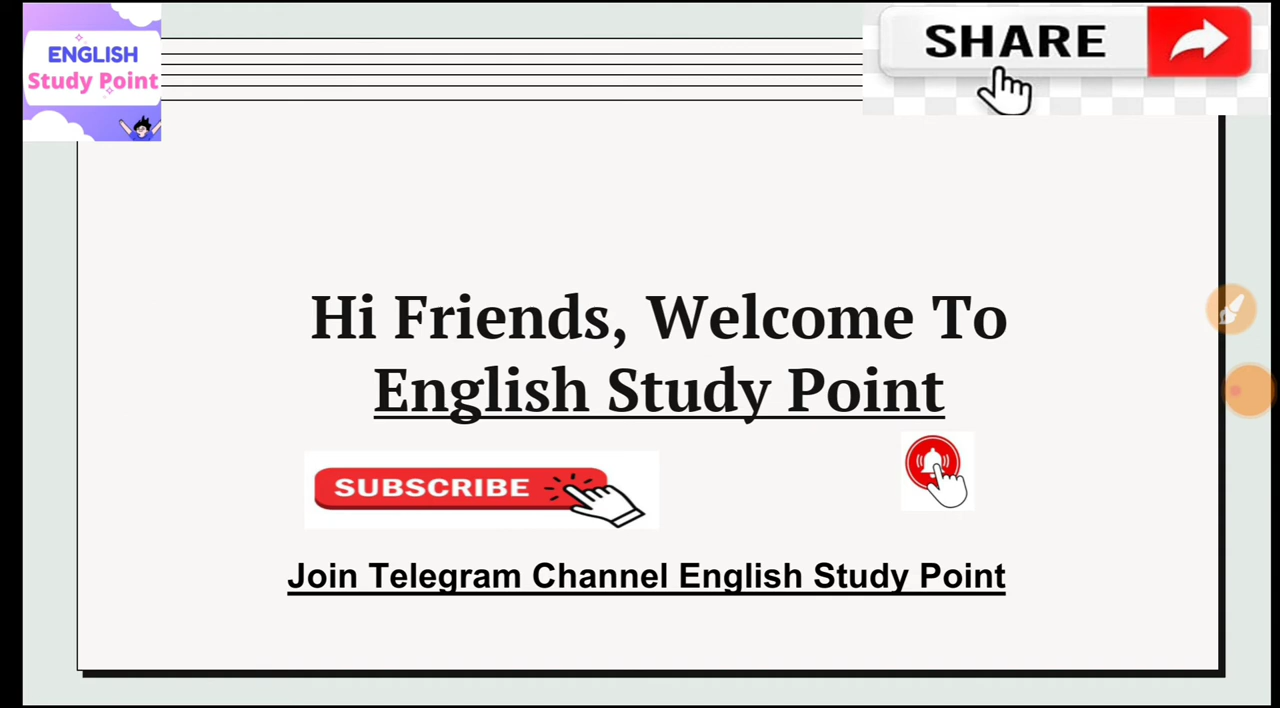 ENGLISH
Study Point
SHARE
Hi Friends, Welcome To
English Study Point
SUBSCRIBE
Join Telegram Channel English Study Point